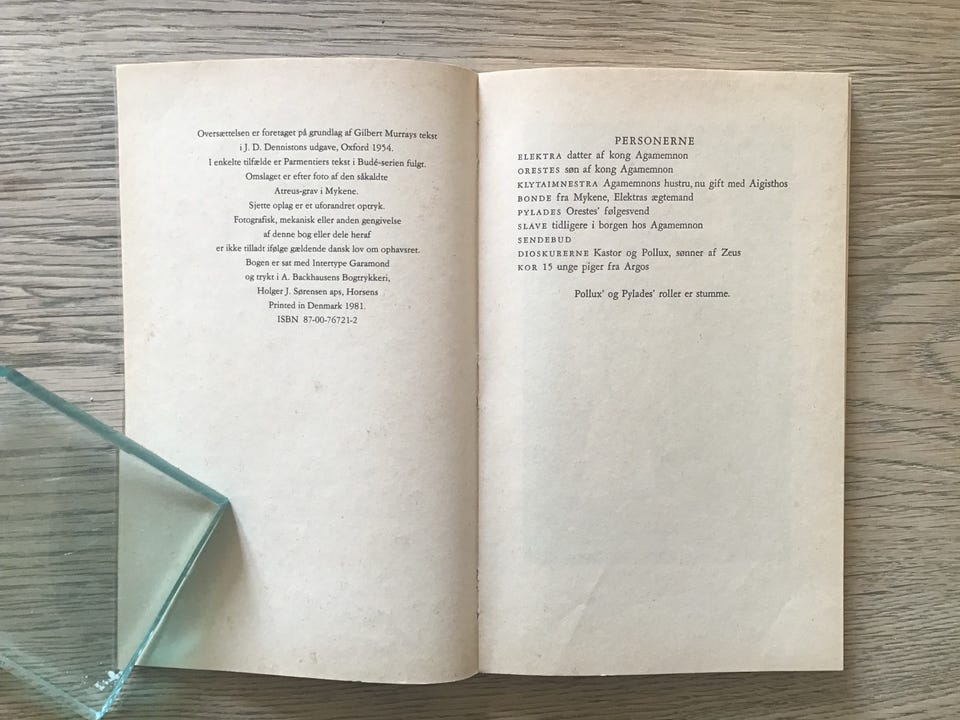 Oversættelsen er foretaget på grundlag af Gilbert Murrays tekst
i J. D. Dennistons udgave, Oxford 1954.
I enkelte tilfælde er Parmentiers tekst i Budé-serien fulgt.
Omslaget er efter foto af den såkaldte
Atreus-grav i Mykene.
Sjette oplag er et uforandret optryk.
Fotografisk, mekanisk eller anden gengivelse
af denne bog eller dele heraf
er ikke tilladt ifølge gældende dansk lov om ophavsret.
Bogen er sat med Intertype Garamond
og trykt i A. Backhausens Bogtrykkeri,
Holger J. Sørensen aps, Horsens
Printed in Denmark 1981.
ISBN 87-00-76721-2
PERSONERNE
ELEKTRA datter af kong Agamemnon
ORESTES søn af kong Agamemnon
KLYTAIMNESTRA Agamemnons hustru, nu gift med Aigisthos
BONDE fra Mykene, Elektras ægtemand
PYLADES Orestes' følgesvend
SLAVE tidligere i borgen hos Agamemnon
SENDEBUD
DIOSKURERNE Kastor og Pollux, sønner af Zeus
KOR 15 unge piger fra Argos
Pollux' og Pylades' roller er stumme.